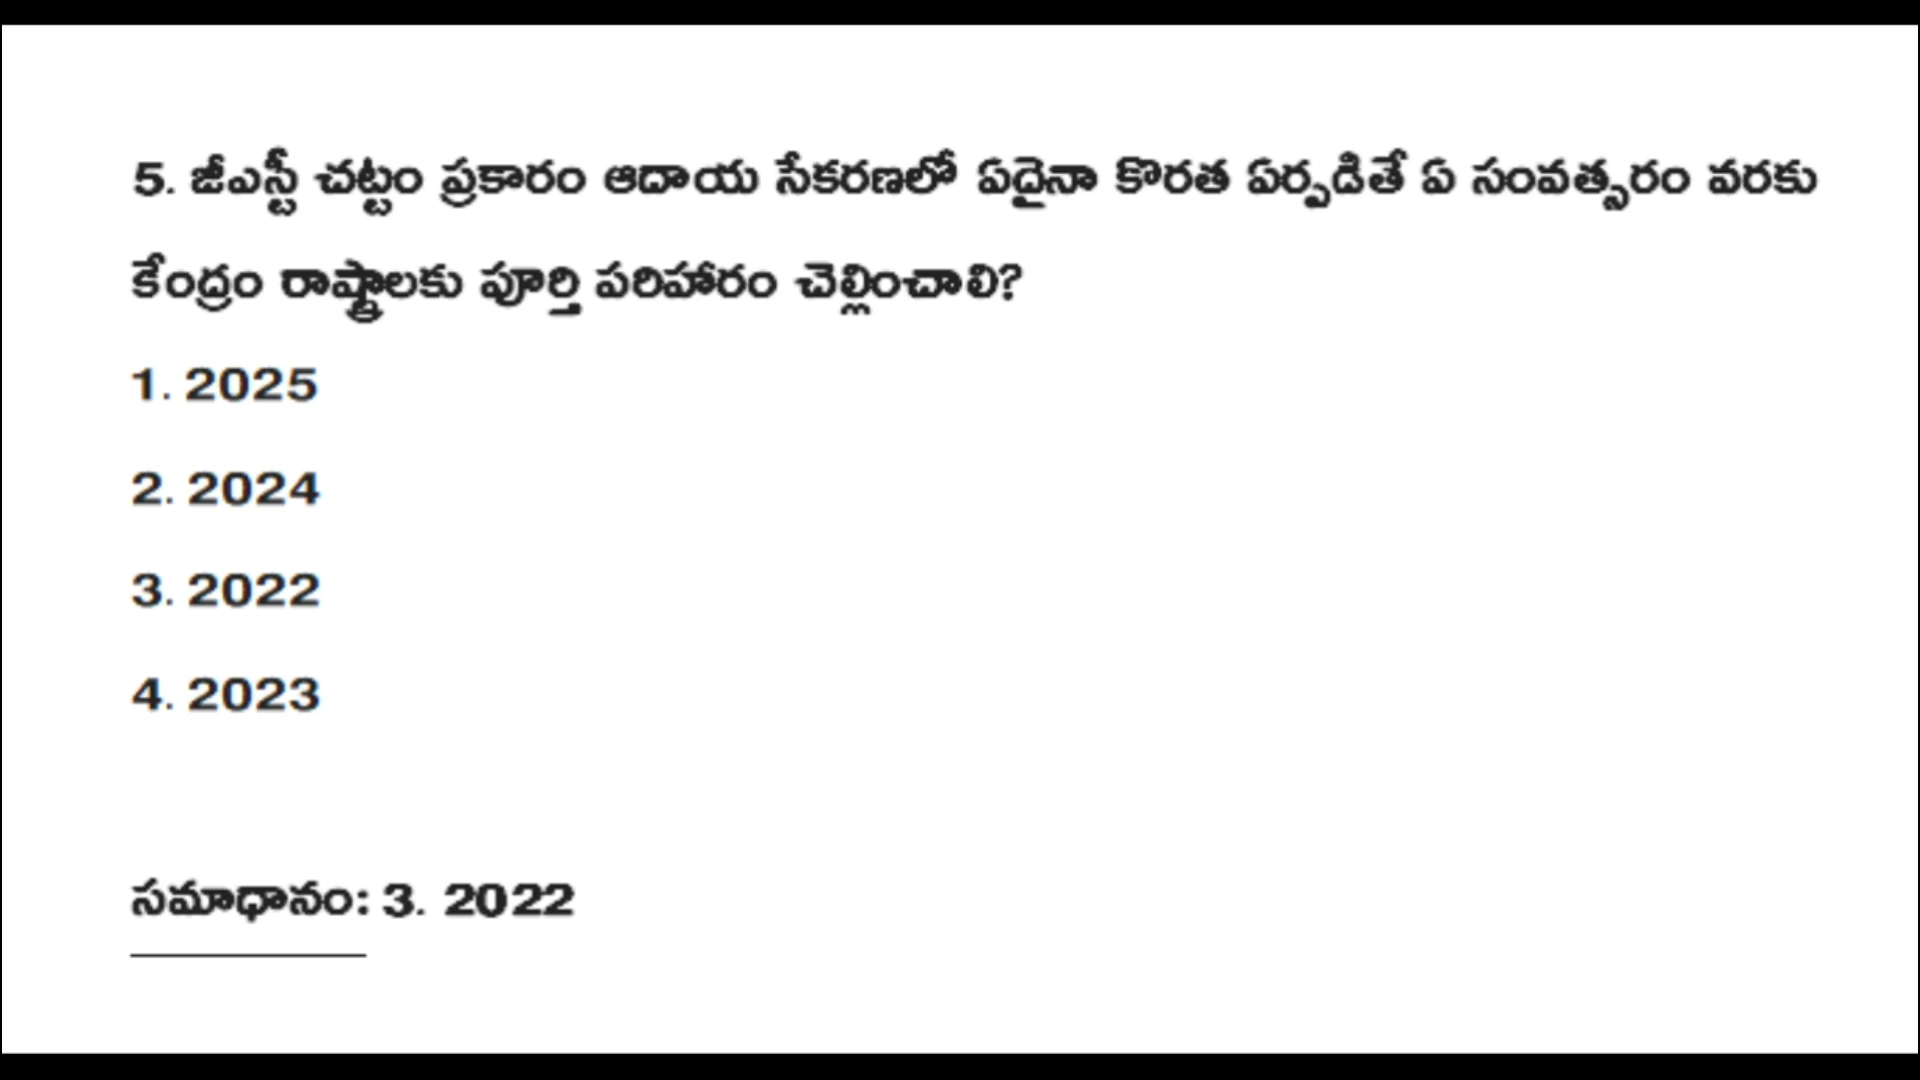 5. జీఎస్టీ చట్టం ప్రకారం ఆదాయ సేకరణలో ఏదైనా కొరత ఏర్పడితే ఏ సంవత్సరం వరకు
కేంద్రం రాష్ట్రాలకు పూర్తి పరిహారం చెల్లించాలి?
1. 2025
2. 2024
3. 2022
4. 2023
సమాధానం: 3. 2022